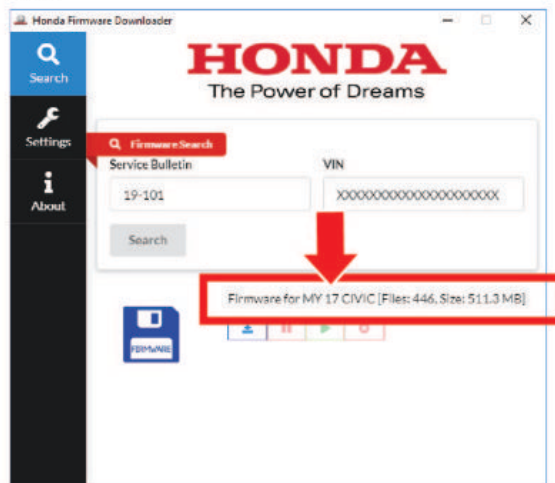 Honda Firmware Downloader
HONDA
The Power of Dreams
Search
Settings
About
Firmware Search
Service Bulletin
VIN
19-101
XXXXXXXXXXXXXXXXXXXXX
Search
Firmware for MY 17 CIVIC [Files: 446, Size: 511.3 MB]
FIRMWARE